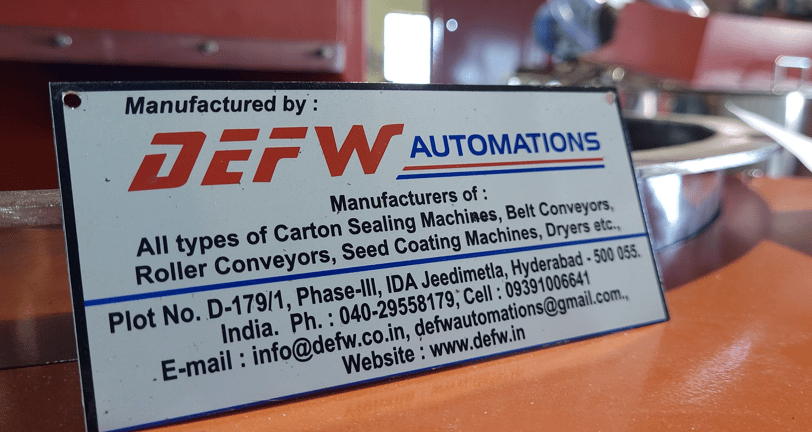 Manufactured by :
DEFW AUTOMATIONS
Manufacturers of :
All types of Carton Sealing Machines, Belt Conveyors,
Roller Conveyors, Seed Coating Machines, Dryers etc.,
Plot No. D-179/1, Phase-III, IDA Jeedimetla, Hyderabad - 500 055.
India. Ph. : 040-29558179, Cell : 09391006641
E-mail : info@defw.co.in, defwautomations@gmail.com.,
Website : www.defw.in